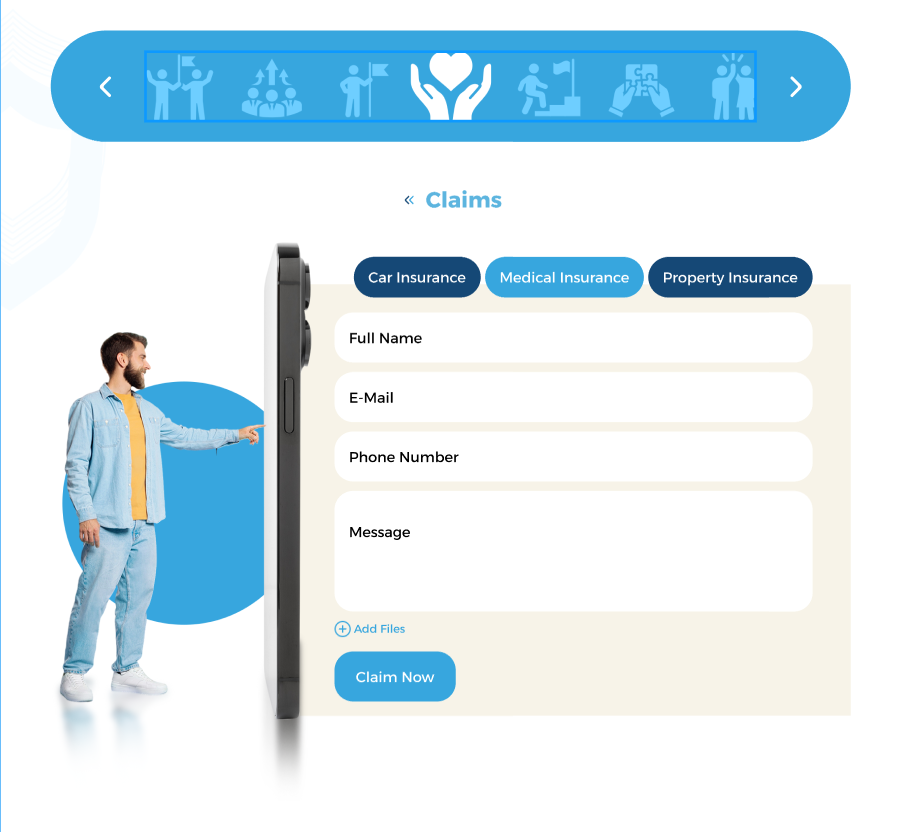 « Claims
Car Insurance Medical Insurance Property Insurance
Full Name
E-Mail
Phone Number
Message
Add Files
Claim Now